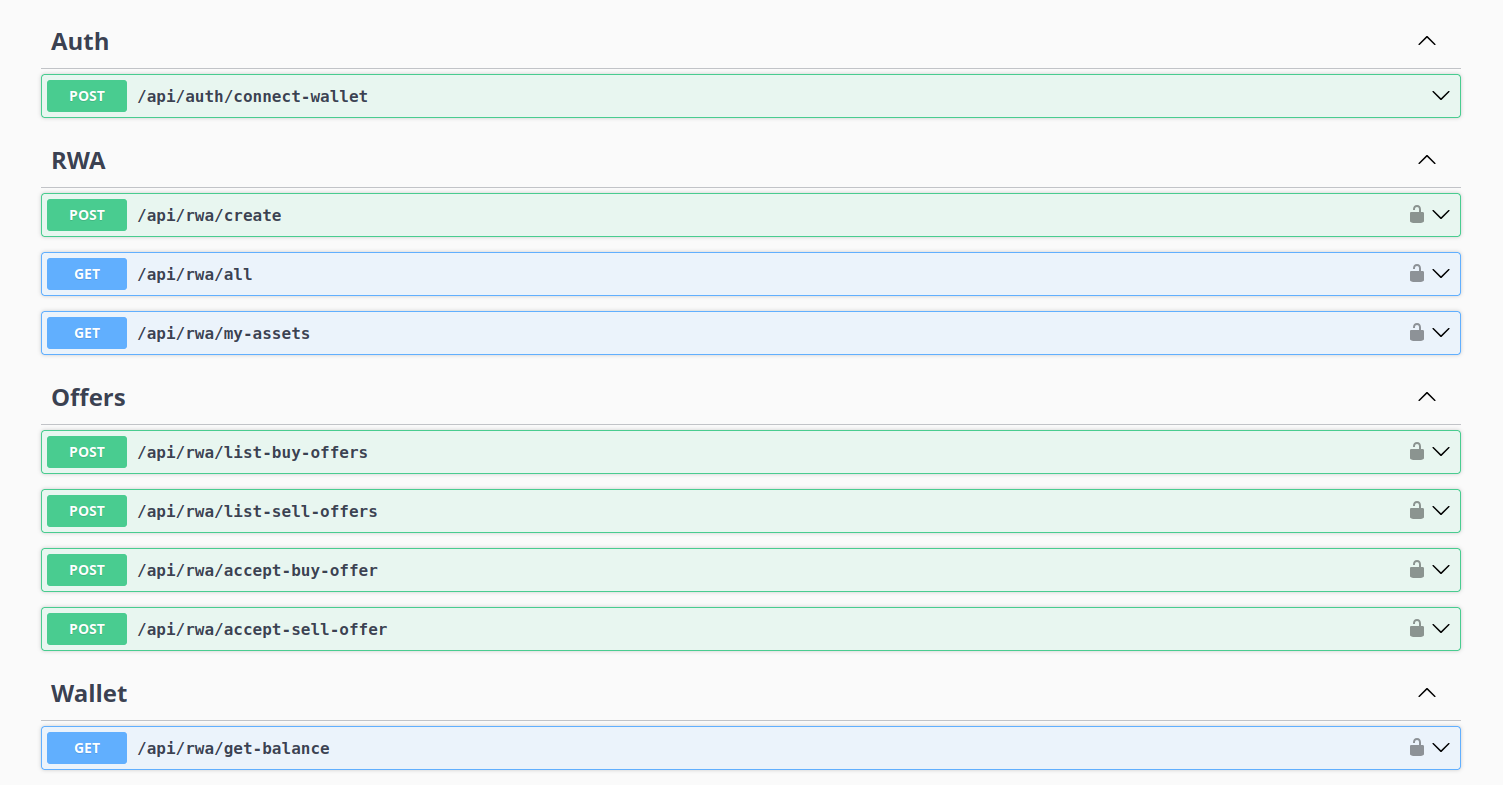 Auth
POST /api/auth/connect-wallet
RWA
POST /api/rwa/create
GET /api/rwa/all
GET /api/rwa/my-assets
Offers
POST /api/rwa/list-buy-offers
POST /api/rwa/list-sell-offers
POST /api/rwa/accept-buy-offer
POST /api/rwa/accept-sell-offer
Wallet
GET /api/rwa/get-balance